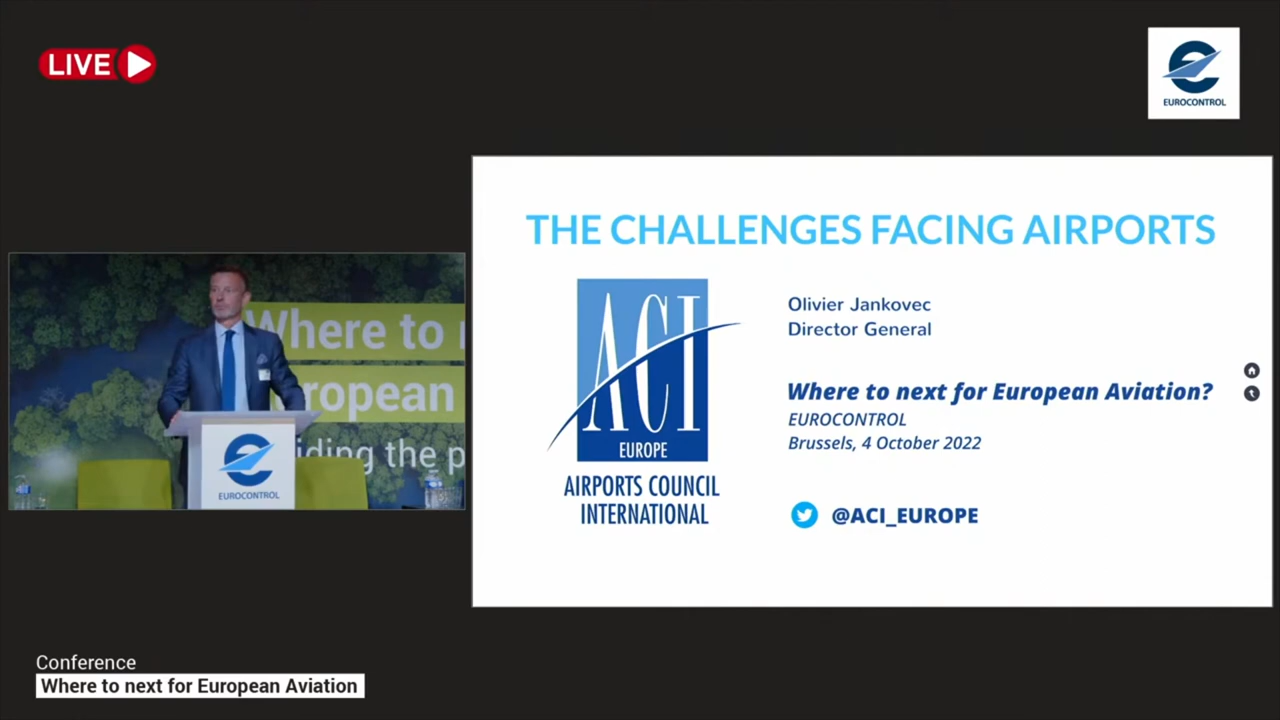 LIVE
EUROCONTROL
THE CHALLENGES FACING AIRPORTS
ACI
EUROPE
AIRPORTS COUNCIL
INTERNATIONAL
Olivier Jankovec
Director General
Where to next for European Aviation?
EUROCONTROL
Brussels, 4 October 2022
@ACI_EUROPE
Where to
ropean
iding the p
EUROCONTROL
Conference
Where to next for European Aviation